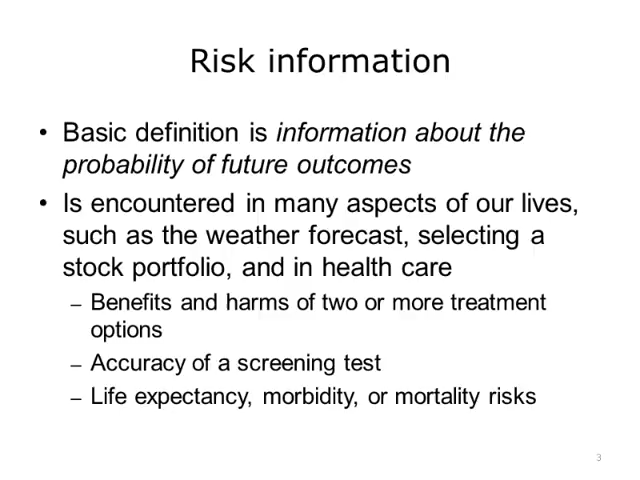 Risk information
• Basic definition is information about the
probability of future outcomes
• Is encountered in many aspects of our lives,
such as the weather forecast, selecting a
stock portfolio, and in health care
– Benefits and harms of two or more treatment
options
– Accuracy of a screening test
– Life expectancy, morbidity, or mortality risks
3